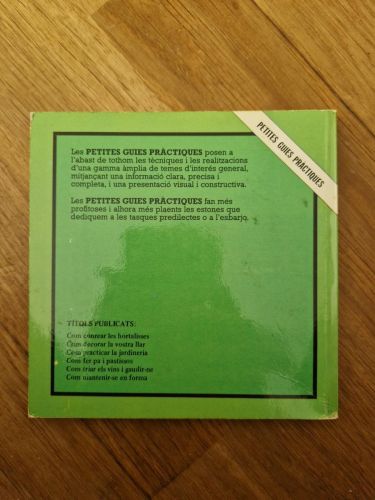 PETITES GUIES PRÀCTIQUES
Les PETITES GUIES PRÀCTIQUES posen a
l'abast de tothom les tècniques i les realitzacions
d'una gamma àmplia de temes d'interés general,
mitjançant una informació clara, precisa i
completa, i una presentació visual i constructiva.
Les PETITES GUIES PRÀCTIQUES fan més
profitoses i alhora més plaents les estones que
dediquem a les tasques predilectes o a l'esbarjo.
TÍTOLS PUBLICATS:
Com conrear les hortalisses
Com decorar la vostra llar
Com practicar la jardineria
Com fer pa i pastissos
Com triar els vins i gaudir-ne
Com mantenir-se en forma